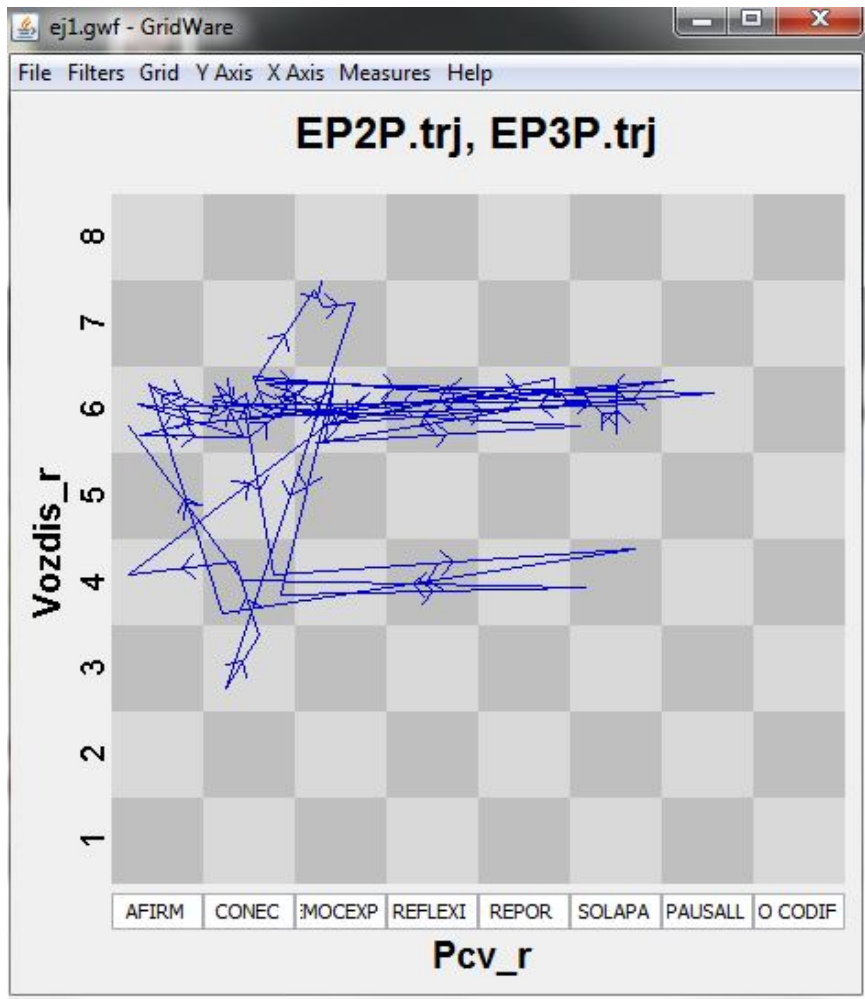 ej1.gwf - GridWare
File Filters Grid Y Axis X Axis Measures Help
EP2P.trj, EP3P.trj
8
7
6
5
4
3
2
1
Vozdis_r
AFIRM CONEC MOCEXP REFLEXI REPOR SOLAPA PAUSALL O CODIF
Pcv_r